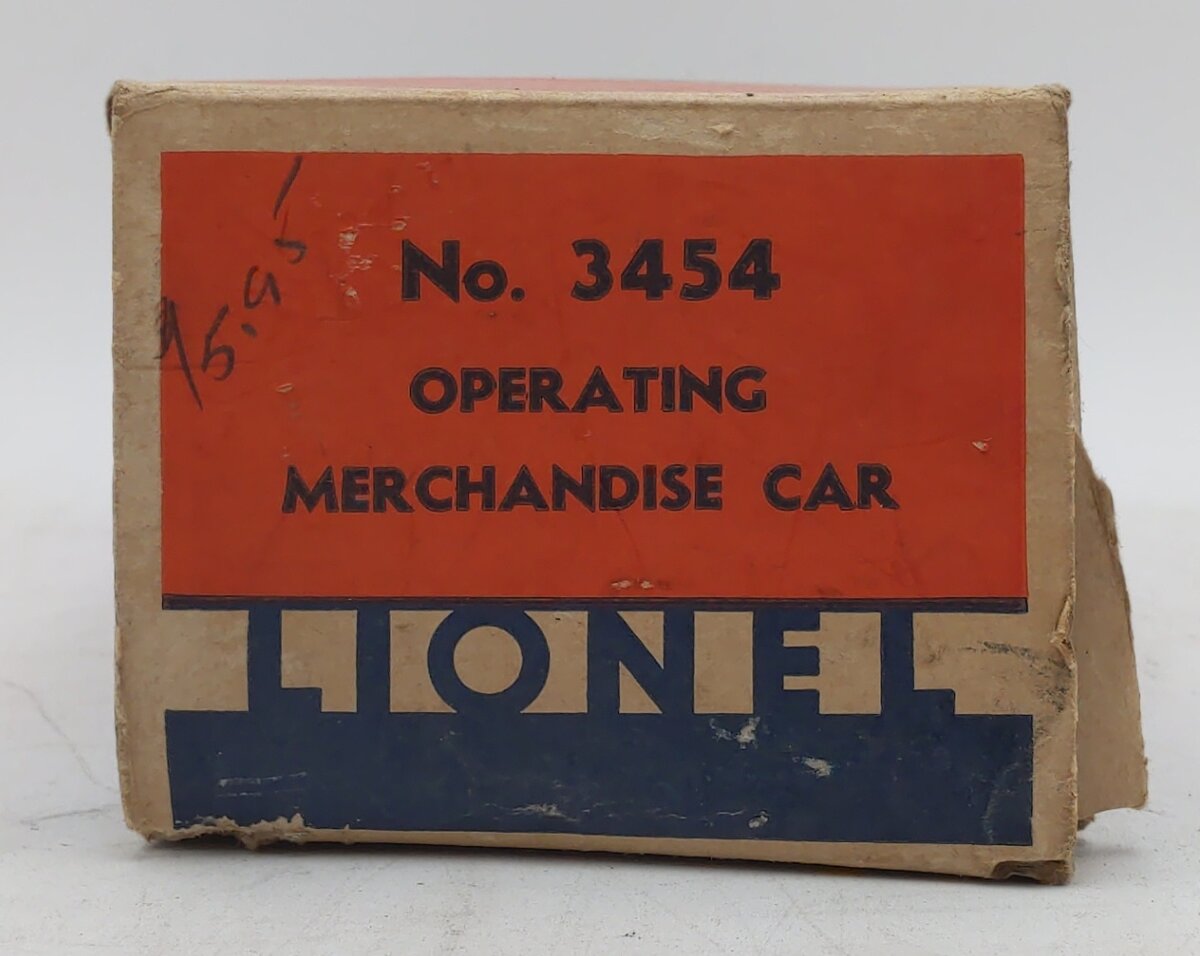 No. 3454
OPERATING
MERCHANDISE CAR
LIONEL